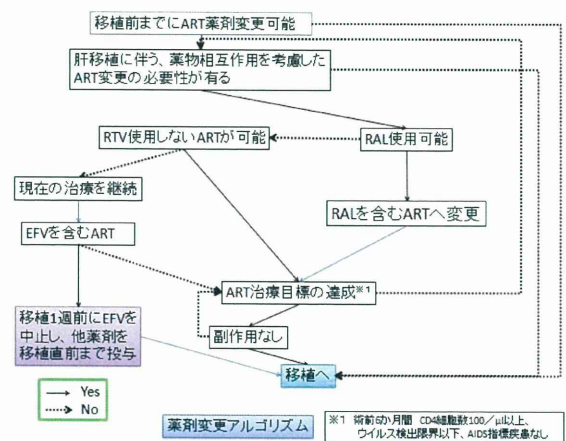 移植前までにART薬剤変更可能
肝移植に伴う、薬物相互作用を考慮した
ART変更の必要性が有る
RTV使用しないARTが可能
RAL使用可能
現在の治療を継続
RALを含むARTへ変更
EFVを含むART
ART治療目標の達成※1
移植1週前にEFVを
中止し、他薬剤を
移植直前まで投与
副作用なし
移植へ
Yes
No
薬剤変更アルゴリズム
※1 術前6か月間 CD4細胞数100/μl以上、
ウイルス検出限界以下、AIDS指標疾患なし